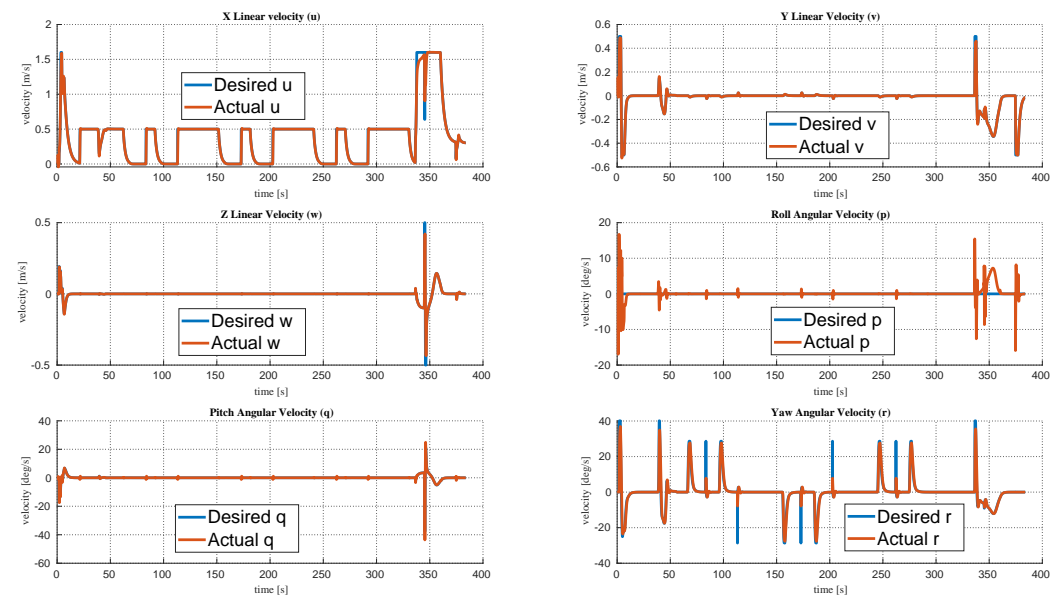 X Linear velocity (u)
2
1.5
1
0.5
0
velocity [m/s]
Desired u
Actual u
0 50 100 150 200 250 300 350 400
time [s]
Y Linear Velocity (v)
0.6
0.4
0.2
0
-0.2
-0.4
-0.6
velocity [m/s]
Desired v
Actual v
0 50 100 150 200 250 300 350 400
time [s]
Z Linear Velocity (w)
0.5
0
-0.5
velocity [m/s]
Desired w
Actual w
0 50 100 150 200 250 300 350 400
time [s]
Roll Angular Velocity (p)
20
10
0
-10
-20
velocity [deg/s]
Desired p
Actual p
0 50 100 150 200 250 300 350 400
time [s]
Pitch Angular Velocity (q)
40
20
0
-20
-40
-60
velocity [deg/s]
Desired q
Actual q
0 50 100 150 200 250 300 350 400
time [s]
Yaw Angular Velocity (r)
40
20
0
-20
-40
velocity [deg/s]
Desired r
Actual r
0 50 100 150 200 250 300 350 400
time [s]